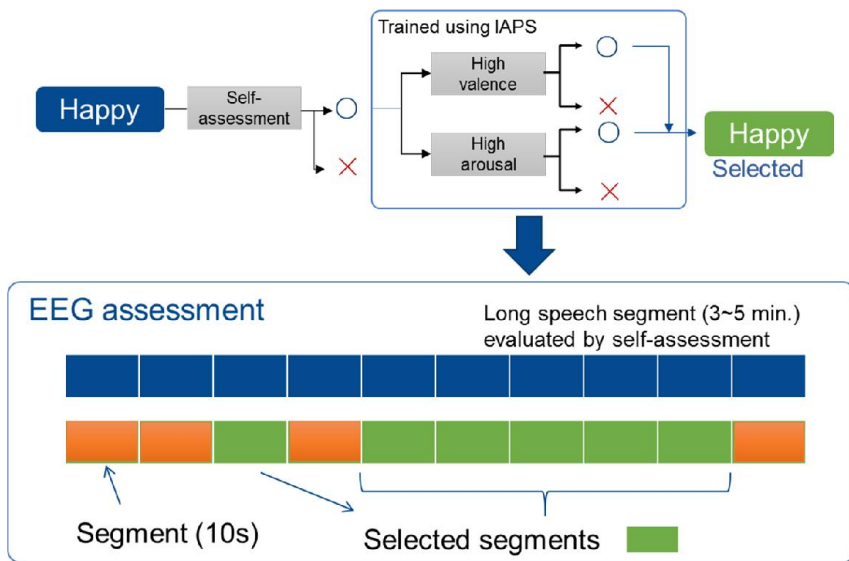 Trained using IAPS
Happy
Self-
assessment
High
valence
High
arousal
Happy
Selected
EEG assessment
Long speech segment (3~5 min.)
evaluated by self-assessment
Segment (10s)
Selected segments